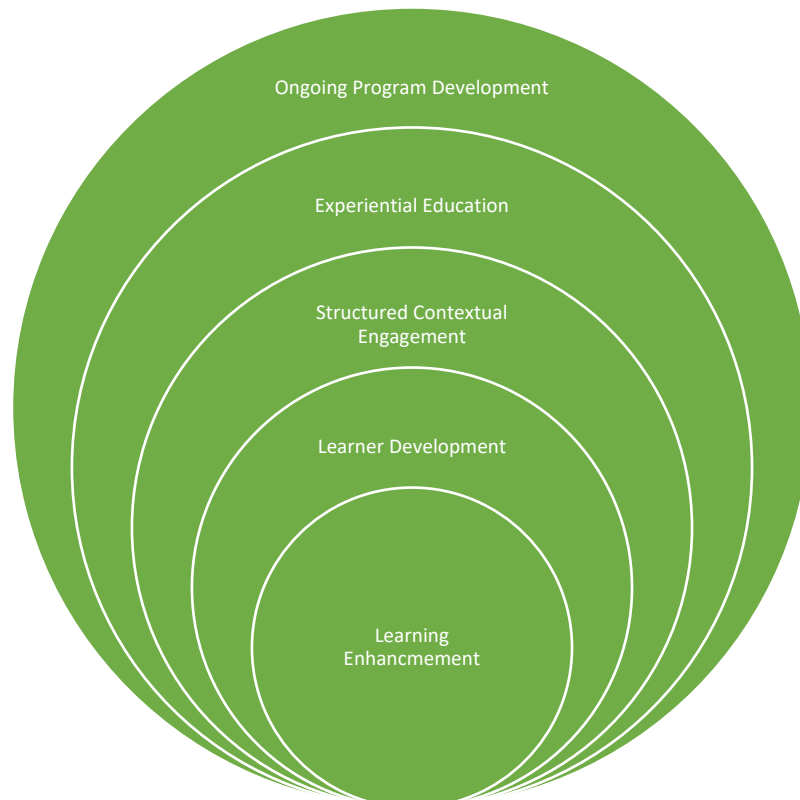 Ongoing Program Development
Experiential Education
Structured Contextual
Engagement
Learner Development
Learning
Enhancmement